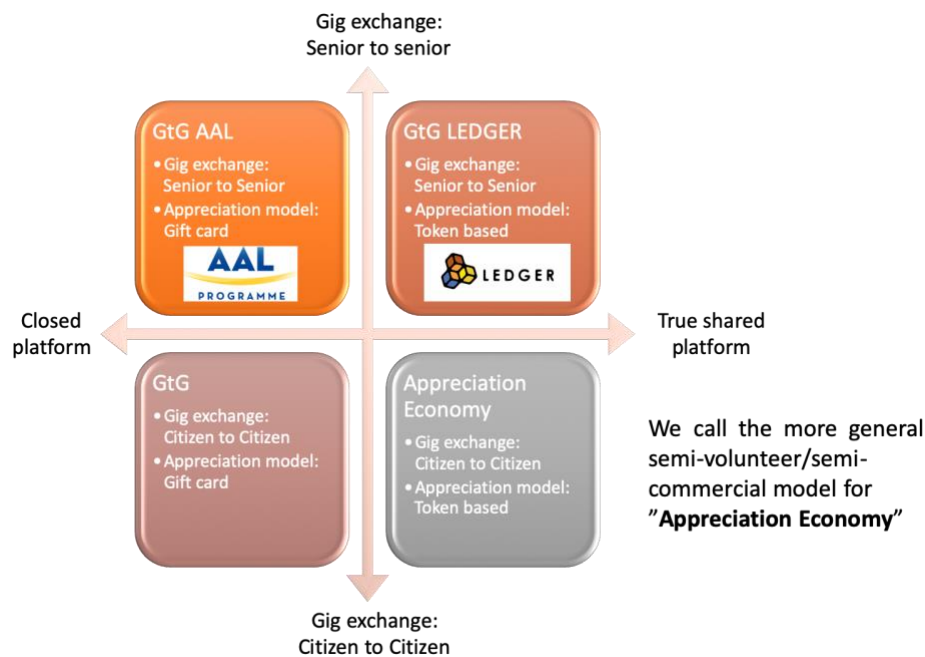 Gig exchange:
Senior to senior
GtG AAL
• Gig exchange:
Senior to Senior
• Appreciation model:
Gift card
AAL
PROGRAMME
GtG LEDGER
• Gig exchange:
Senior to Senior
• Appreciation model:
Token based
LEDGER
Closed
platform
True shared
platform
GtG
• Gig exchange:
Citizen to Citizen
• Appreciation model:
Gift card
Appreciation
Economy
• Gig exchange:
Citizen to Citizen
• Appreciation model:
Token based
We call the more general
semi-volunteer/semi-
commercial model for
”Appreciation Economy”
Gig exchange:
Citizen to Citizen